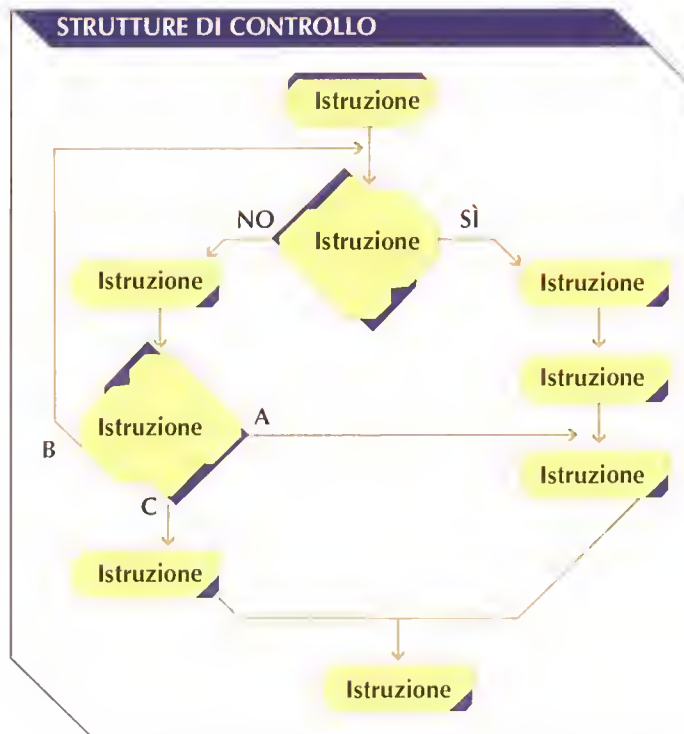 STRUTTURE DI CONTROLLO
Istruzione
NO
SÌ
Istruzione
Istruzione
Istruzione
Istruzione
Istruzione
A
B
Istruzione
C
Istruzione
Istruzione